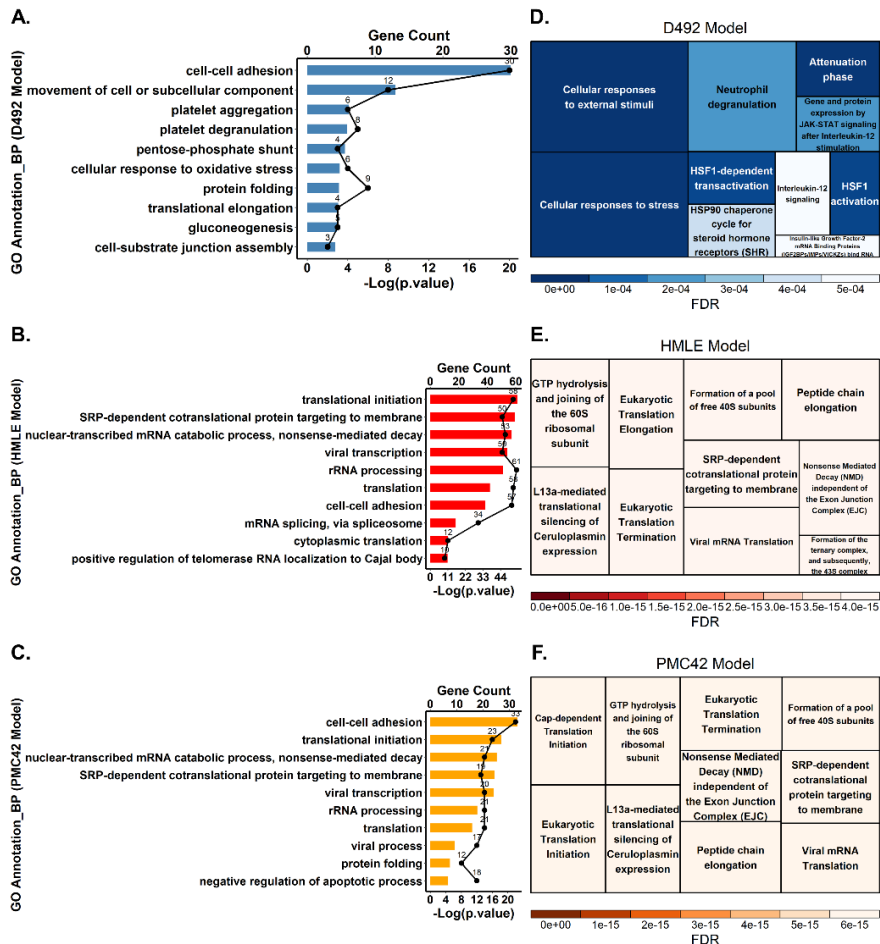 A.
Gene Count
0 12 30
GO Annotation_BP (D492 Model)
cell-cell adhesion
movement of cell or subcellular component
platelet aggregation
platelet degranulation
pentose-phosphate shunt
cellular response to oxidative stress
protein folding
translational elongation
gluconeogenesis
cell-substrate junction assembly
30
12
6
8
4
6
9
4
3
0 4 8 12 16 20
-Log(p.value)
D.
D492 Model
Cellular responses
to external stimuli
Neutrophil
degranulation
Attenuation
phase
Gene and protein
expression by
JAK-STAT signaling
after Interleukin-12
stimulation
Cellular responses to stress
HSF1-dependent
transactivation
HSP90 chaperone
cycle for
steroid hormone
receptors (SHR)
Interleukin-12
signaling
HSF1
activation
Insulin-like Growth Factor-2
mRNA Binding Proteins
(IGF2BPs/IMPs/VICKZs) bind RNA
0e+00 1e-04 2e-04 3e-04 4e-04 5e-04
FDR
B.
Gene Count
0 10 20 30 40 50 60
GO Annotation_BP (HMLE Model)
translational initiation
SRP-dependent cotranslational protein targeting to membrane
nuclear-transcribed mRNA catabolic process, nonsense-mediated decay
viral transcription
rRNA processing
translation
cell-cell adhesion
mRNA splicing, via spliceosome
cytoplasmic translation
positive regulation of telomerase RNA localization to Cajal body
58
50
53
61
57
34
12
10
0 11 22 33 44
-Log(p.value)
E.
HMLE Model
GTP hydrolysis
and joining of
the 60S
ribosomal
subunit
Eukaryotic
Translation
Elongation
Formation of a pool
of free 40S subunits
Peptide chain
elongation
L13a-mediated
translational
silencing of
Ceruloplasmin
expression
Eukaryotic
Translation
Termination
SRP-dependent
cotranslational
protein targeting
to membrane
Viral mRNA Translation
Nonsense Mediated
Decay (NMD)
independent of
the Exon Junction
Complex (EJC)
Formation of the
ternary complex,
and subsequently,
the 43S complex
0.0e+00 5.0e-16 1.0e-15 1.5e-15 2.0e-15 2.5e-15 3.0e-15 3.5e-15 4.0e-15
FDR
C.
Gene Count
0 10 20 30
GO Annotation_BP (PMC42 Model)
cell-cell adhesion
translational initiation
nuclear-transcribed mRNA catabolic process, nonsense-mediated decay
SRP-dependent cotranslational protein targeting to membrane
viral transcription
rRNA processing
translation
viral process
protein folding
negative regulation of apoptotic process
33
23
21
19
20
21
21
17
12
18
0 4 8 12 16 20
-Log(p.value)
F.
PMC42 Model
Cap-dependent
Translation
Initiation
GTP hydrolysis
and joining of
the 60S
ribosomal subunit
Eukaryotic
Translation
Termination
Formation of a pool
of free 40S subunits
Eukaryotic
Translation
Initiation
L13a-mediated
translational
silencing of
Ceruloplasmin
expression
Nonsense Mediated
Decay (NMD)
independent of
the Exon Junction
Complex (EJC)
SRP-dependent
cotranslational
protein targeting
to membrane
Peptide chain
elongation
Viral mRNA
Translation
0e+00 1e-15 2e-15 3e-15 4e-15 5e-15 6e-15
FDR